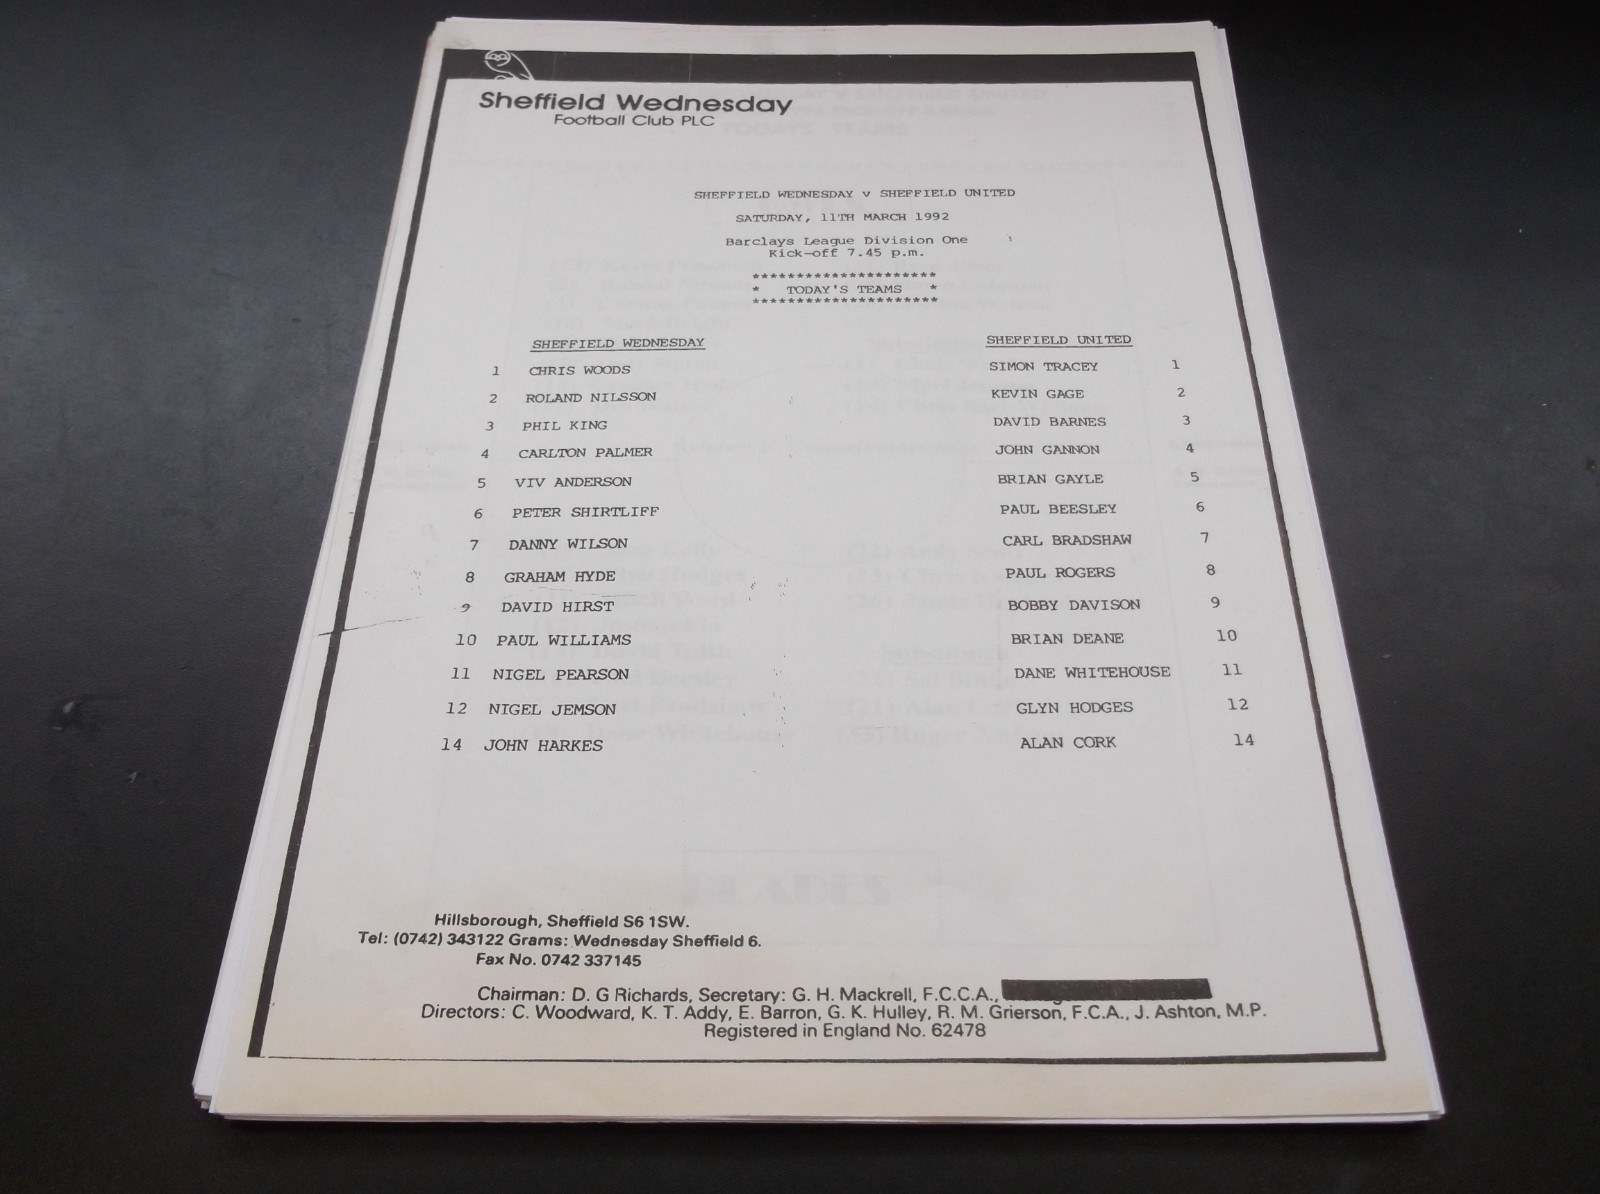 Sheffield Wednesday
Football Club PLC
SHEFFIELD WEDNESDAY v SHEFFIELD UNITED
SATURDAY, 11TH MARCH 1992
Barclays League Division One
Kick-off 7.45 p.m.
*********************
* TODAY'S TEAMS *
*********************
SHEFFIELD WEDNESDAY SHEFFIELD UNITED
1 CHRIS WOODS SIMON TRACEY 1
2 ROLAND NILSSON KEVIN GAGE 2
3 PHIL KING DAVID BARNES 3
4 CARLTON PALMER JOHN GANNON 4
5 VIV ANDERSON BRIAN GAYLE 5
6 PETER SHIRTLIFF PAUL BEESLEY 6
7 DANNY WILSON CARL BRADSHAW 7
8 GRAHAM HYDE PAUL ROGERS 8
9 DAVID HIRST BOBBY DAVISON 9
10 PAUL WILLIAMS BRIAN DEANE 10
11 NIGEL PEARSON DANE WHITEHOUSE 11
12 NIGEL JEMSON GLYN HODGES 12
14 JOHN HARKES ALAN CORK 14
Hillsborough, Sheffield S6 1SW.
Tel: (0742) 343122 Grams: Wednesday Sheffield 6.
Fax No. 0742 337145
Chairman: D. G Richards, Secretary: G. H. Mackrell, F.C.C.A.,
Directors: C. Woodward, K. T. Addy, E. Barron, G. K. Hulley, R. M. Grierson, F.C.A., J. Ashton, M.P.
Registered in England No. 62478